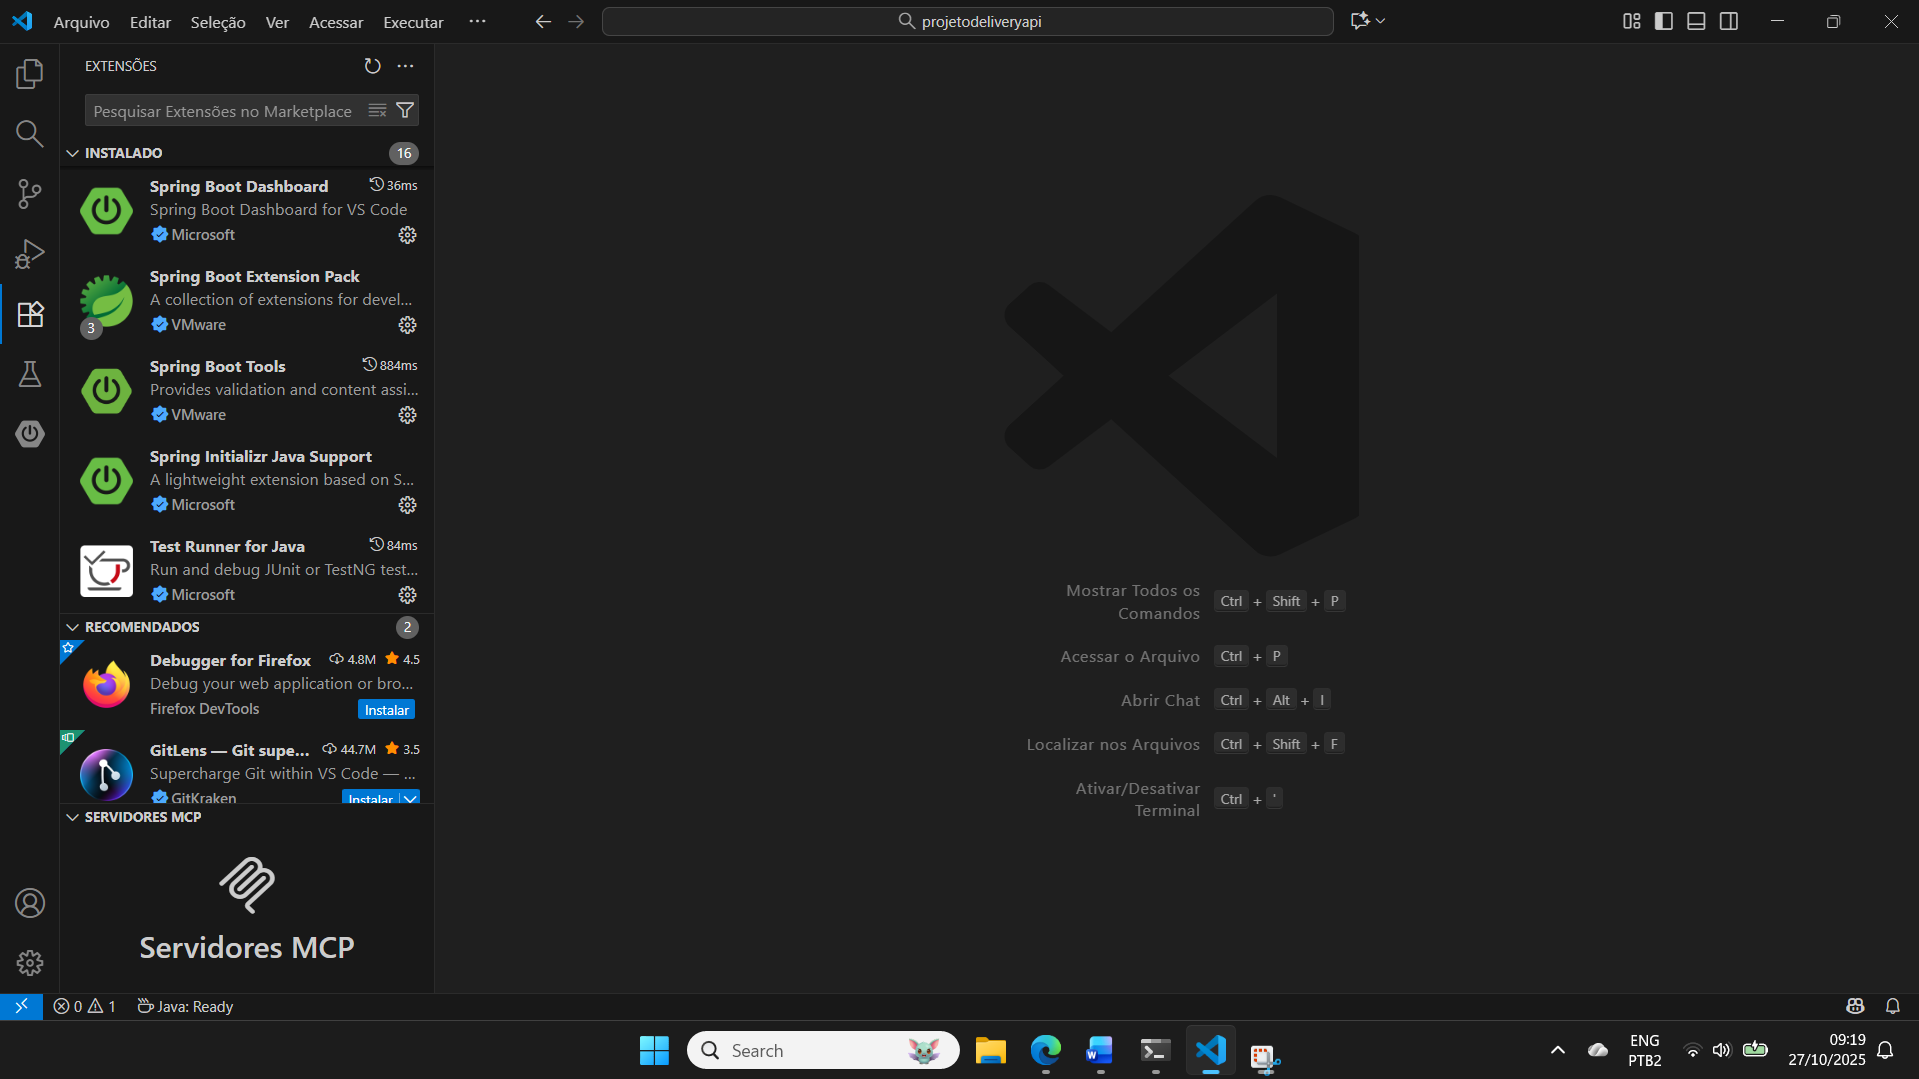 Arquivo Editar Seleção Ver Acessar Executar ··· projetodeliveryapi
EXTENSÕES
Pesquisar Extensões no Marketplace
INSTALADO 16
Spring Boot Dashboard 36ms
Spring Boot Dashboard for VS Code
Microsoft
Spring Boot Extension Pack
A collection of extensions for devel...
3 VMware
Spring Boot Tools 884ms
Provides validation and content assi...
VMware
Spring Initializr Java Support
A lightweight extension based on S...
Microsoft
Test Runner for Java 84ms
Run and debug JUnit or TestNG test...
Microsoft
RECOMENDADOS 2
Debugger for Firefox 4.8M 4.5
Debug your web application or bro...
Firefox DevTools Instalar
GitLens — Git supe... 44.7M 3.5
Supercharge Git within VS Code — ...
GitKraken Instalar
SERVIDORES MCP
Servidores MCP
Mostrar Todos os
Comandos Ctrl + Shift + P
Acessar o Arquivo Ctrl + P
Abrir Chat Ctrl + Alt + I
Localizar nos Arquivos Ctrl + Shift + F
Ativar/Desativar
Terminal Ctrl + '
0 1 Java: Ready
Search
ENG
PTB2
09:19
27/10/2025